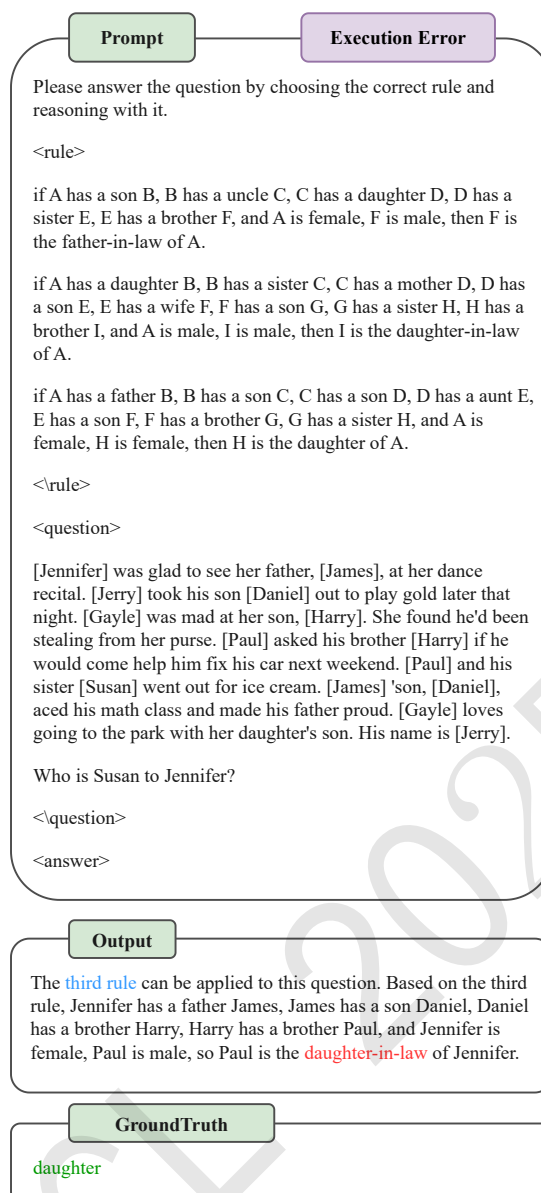 Prompt
Execution Error
Please answer the question by choosing the correct rule and
reasoning with it.
<rule>
if A has a son B, B has a uncle C, C has a daughter D, D has a
sister E, E has a brother F, and A is female, F is male, then F is
the father-in-law of A.
if A has a daughter B, B has a sister C, C has a mother D, D has
a son E, E has a wife F, F has a son G, G has a sister H, H has a
brother I, and A is male, I is male, then I is the daughter-in-law
of A.
if A has a father B, B has a son C, C has a son D, D has a aunt E,
E has a son F, F has a brother G, G has a sister H, and A is
female, H is female, then H is the daughter of A.
<\rule>
<question>
[Jennifer] was glad to see her father, [James], at her dance
recital. [Jerry] took his son [Daniel] out to play gold later that
night. [Gayle] was mad at her son, [Harry]. She found he'd been
stealing from her purse. [Paul] asked his brother [Harry] if he
would come help him fix his car next weekend. [Paul] and his
sister [Susan] went out for ice cream. [James] 'son, [Daniel],
aced his math class and made his father proud. [Gayle] loves
going to the park with her daughter's son. His name is [Jerry].
Who is Susan to Jennifer?
<\question>
<answer>
Output
The third rule can be applied to this question. Based on the third
rule, Jennifer has a father James, James has a son Daniel, Daniel
has a brother Harry, Harry has a brother Paul, and Jennifer is
female, Paul is male, so Paul is the daughter-in-law of Jennifer.
GroundTruth
daughter